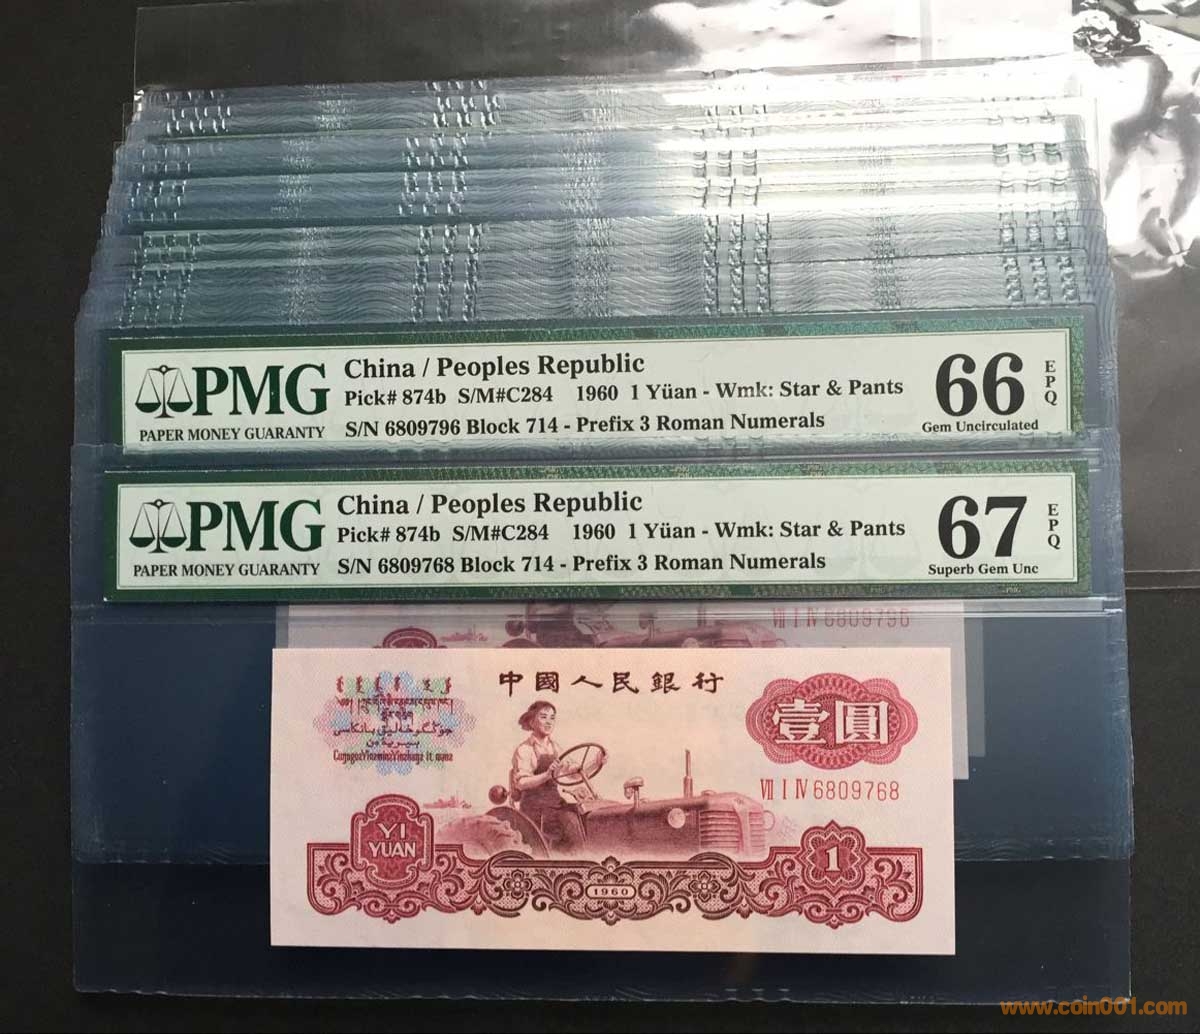 PMG
PAPER MONEY GUARANTY
China / Peoples Republic
Pick# 874b S/M#C284 1960 1 Yüan - Wmk: Star & Pants
S/N 6809796 Block 714 - Prefix 3 Roman Numerals
66
EPQ
Gem Uncirculated
PMG
PAPER MONEY GUARANTY
China / Peoples Republic
Pick# 874b S/M#C284 1960 1 Yüan - Wmk: Star & Pants
S/N 6809768 Block 714 - Prefix 3 Roman Numerals
67
EPQ
Superb Gem Unc
Ⅶ Ⅰ Ⅳ 6809796
中國人民銀行
壹圓
Ⅶ Ⅰ Ⅳ 6809768
YI
YUAN
1960
1
www.coin001.com